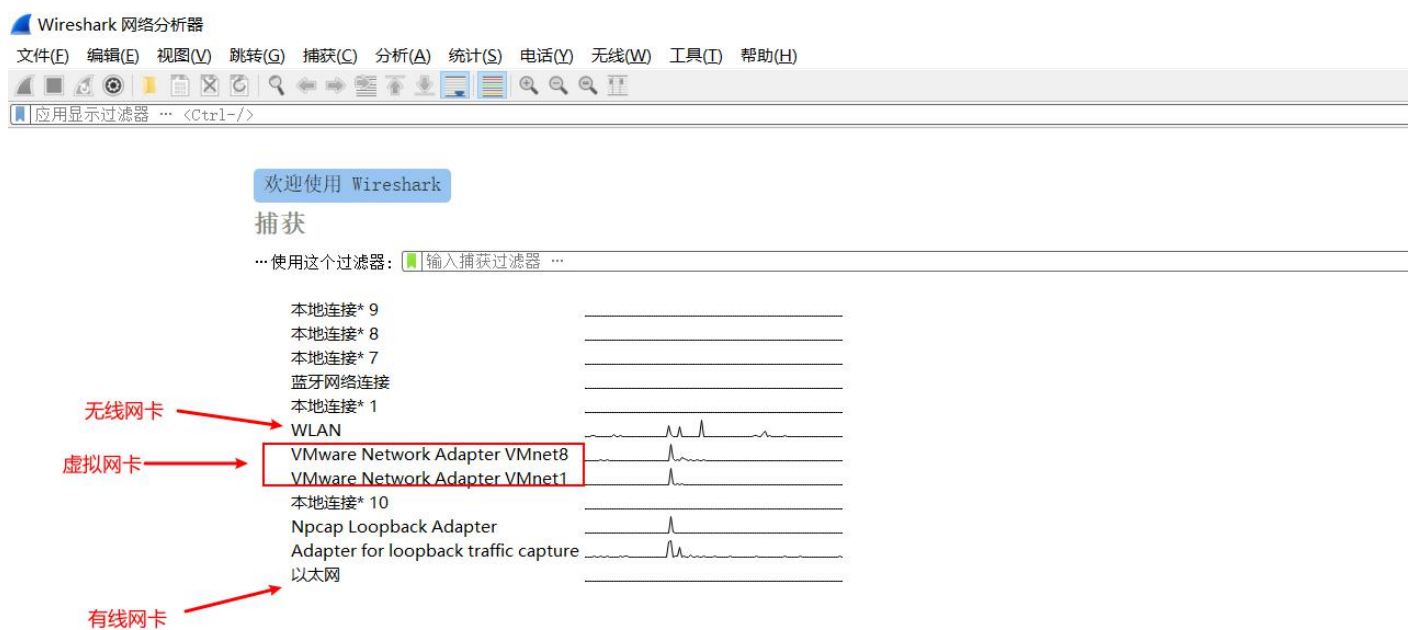 Wireshark 网络分析器
文件(F) 编辑(E) 视图(V) 跳转(G) 捕获(C) 分析(A) 统计(S) 电话(Y) 无线(W) 工具(T) 帮助(H)
应用显示过滤器 … <Ctrl-/>
欢迎使用 Wireshark
捕获
…使用这个过滤器: 输入捕获过滤器 …
本地连接* 9
本地连接* 8
本地连接* 7
蓝牙网络连接
本地连接* 1
无线网卡
WLAN
VMware Network Adapter VMnet8
虚拟网卡
VMware Network Adapter VMnet1
本地连接* 10
Npcap Loopback Adapter
Adapter for loopback traffic capture
以太网
有线网卡